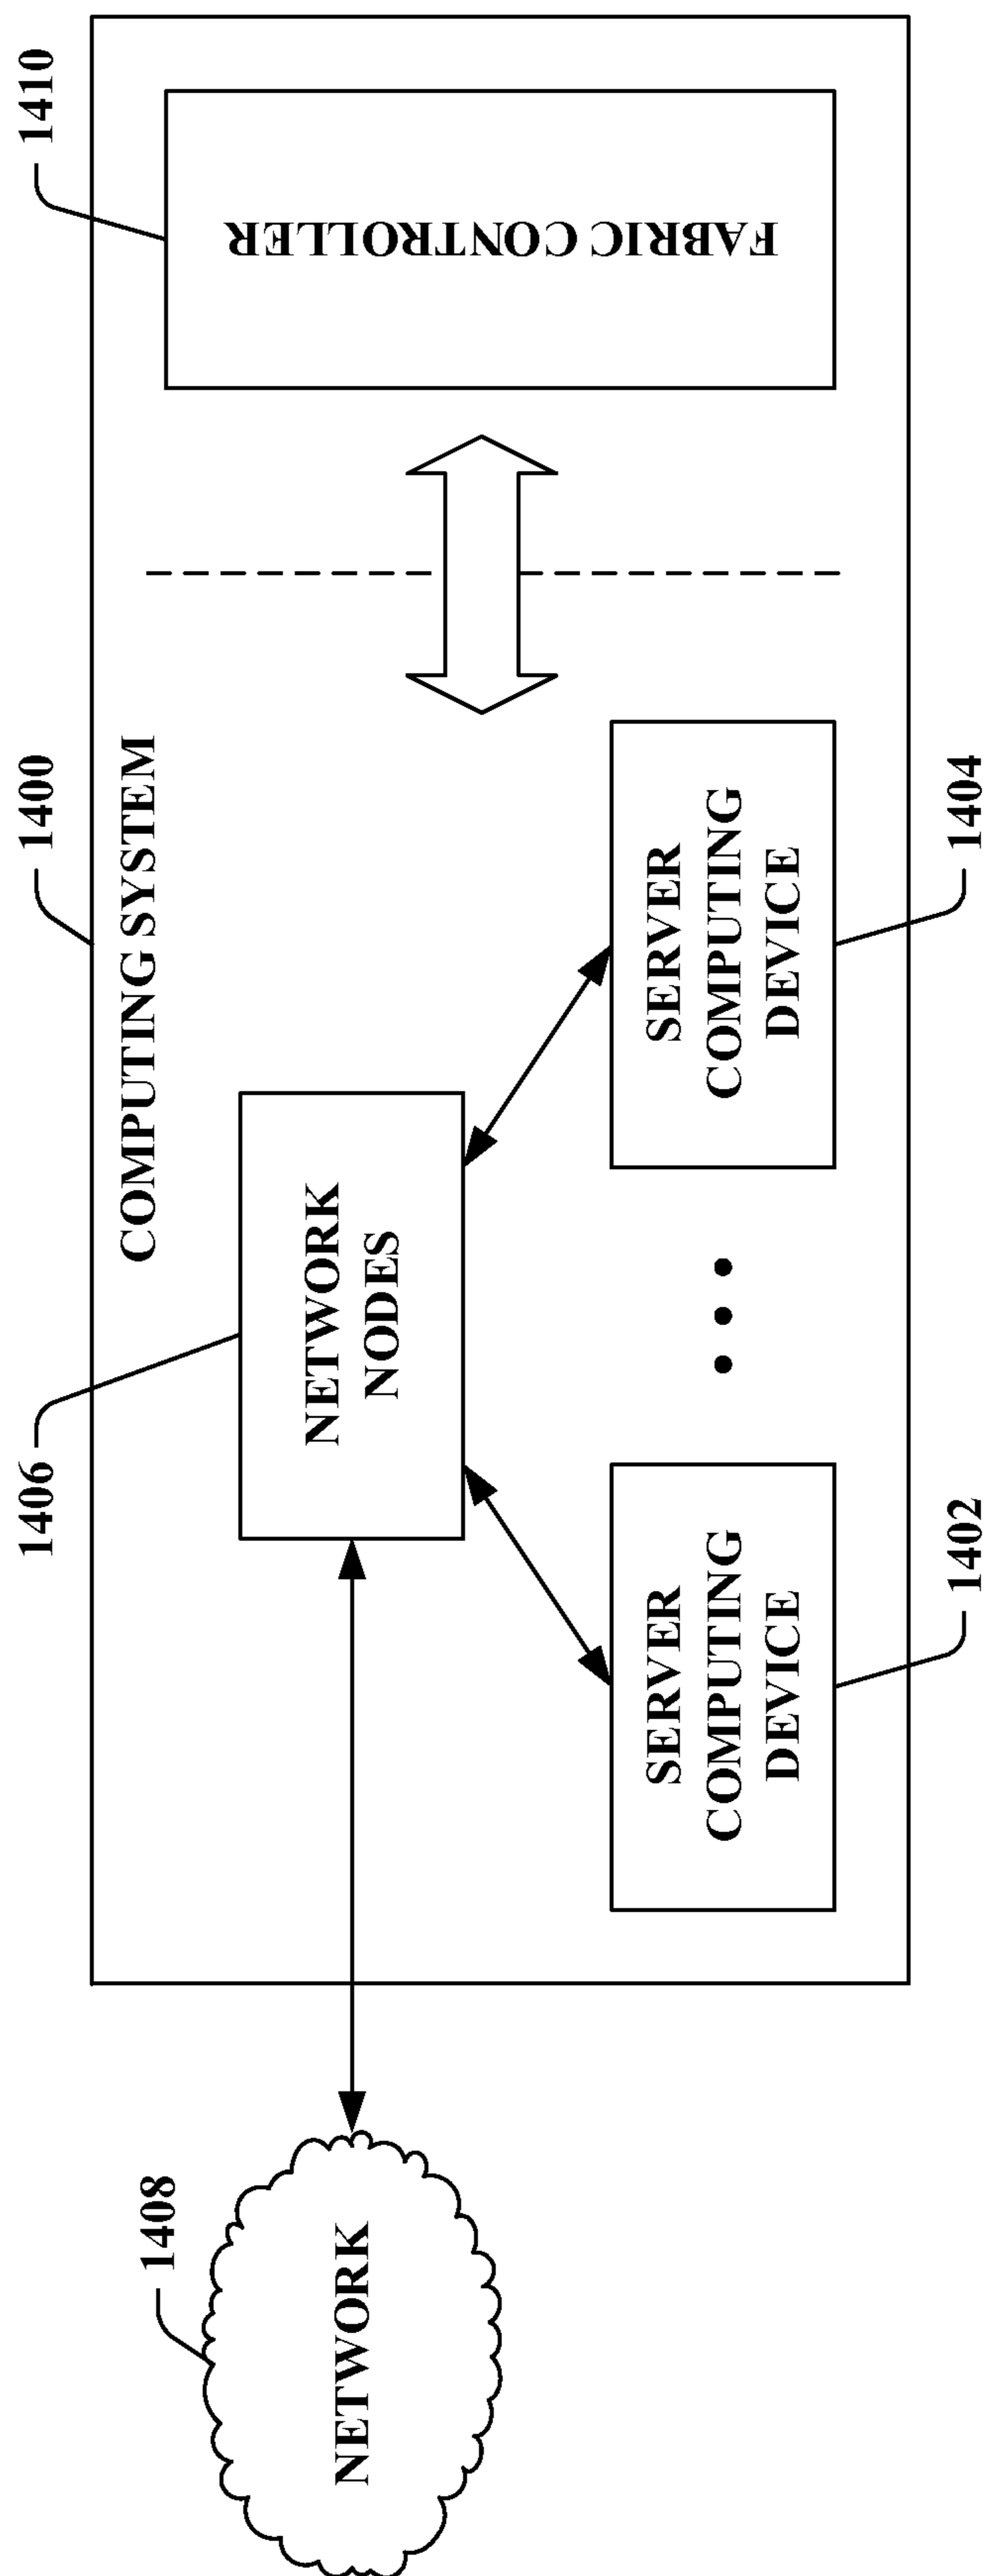 1400
COMPUTING SYSTEM
1406
1410
1408
NETWORK
NETWORK
NODES
FABRIC CONTROLLER
SERVER
COMPUTING
DEVICE
SERVER
COMPUTING
DEVICE
1402
1404